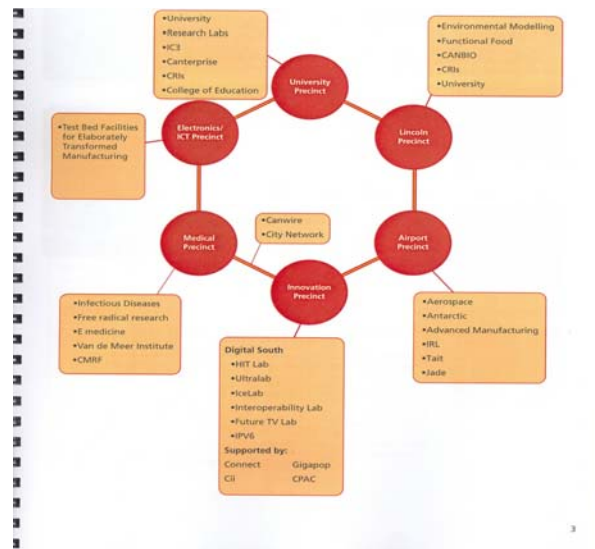 •University
•Research Labs
•IC3
•Canterprise
•CRIs
•College of Education
University
Precinct
•Environmental Modelling
•Functional Food
•CANBIO
•CRIs
•University
Electronics/
ICT Precinct
Lincoln
Precinct
•Test Bed Facilities
for Elaborately
Transformed
Manufacturing
Medical
Precinct
•Canwire
•City Network
Airport
Precinct
Innovation
Precinct
•Infectious Diseases
•Free radical research
•E medicine
•Van de Meer Institute
•CMRF
•Aerospace
•Antarctic
•Advanced Manufacturing
•IRL
•Tait
•Jade
Digital South
•HIT Lab
•Ultralab
•IceLab
•Interoperability Lab
•Future TV Lab
•IPV6
Supported by:
Connect Gigapop
Cii CPAC
3